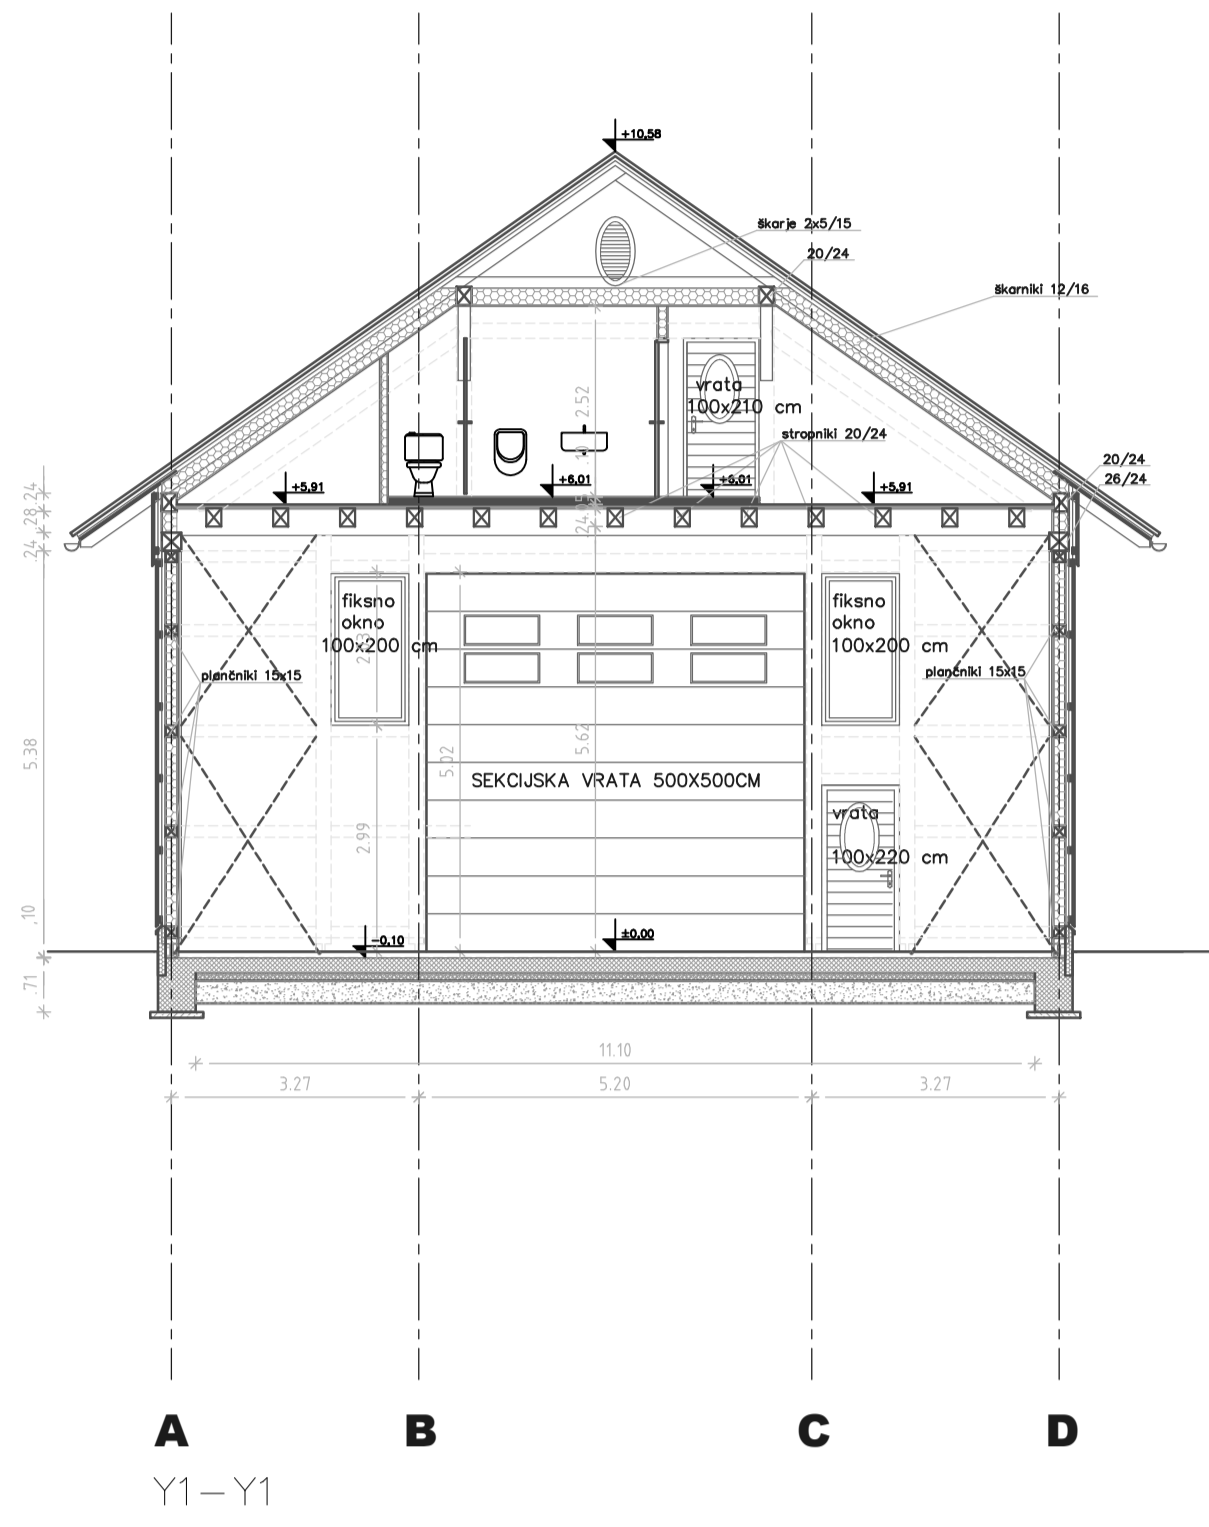 +10,58
škarje 2x5/15
20/24
škarniki 12/16
2.52
vrata
100x210 cm
stropniki 20/24
20/24
26/24
+5,91
+6,01
+6,01
+5,91
.24
.28
.24
fiksno
okno
100x200 cm
fiksno
okno
100x200 cm
plančniki 15x15
plančniki 15x15
5.38
5.02
5.62
SEKCIJSKA VRATA 500X500CM
2.99
vrata
100x220 cm
,10
-0,10
±0,00
.71
11.10
3.27
5.20
3.27
A
B
C
D
Y1-Y1